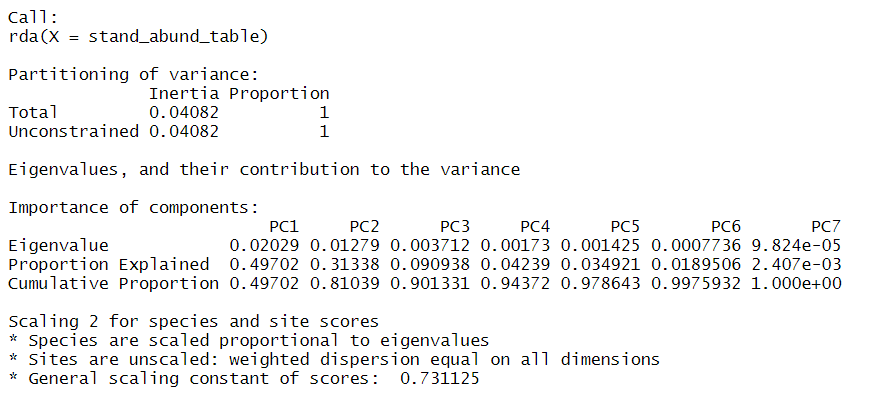 Call:
rda(X = stand_abund_table)
Partitioning of variance:
Inertia Proportion
Total 0.04082 1
Unconstrained 0.04082 1
Eigenvalues, and their contribution to the variance
Importance of components:
PC1 PC2 PC3 PC4 PC5 PC6 PC7
Eigenvalue 0.02029 0.01279 0.003712 0.00173 0.001425 0.0007736 9.824e-05
Proportion Explained 0.49702 0.31338 0.090938 0.04239 0.034921 0.0189506 2.407e-03
Cumulative Proportion 0.49702 0.81039 0.901331 0.94372 0.978643 0.9975932 1.000e+00
Scaling 2 for species and site scores
* Species are scaled proportional to eigenvalues
* Sites are unscaled: weighted dispersion equal on all dimensions
* General scaling constant of scores: 0.731125